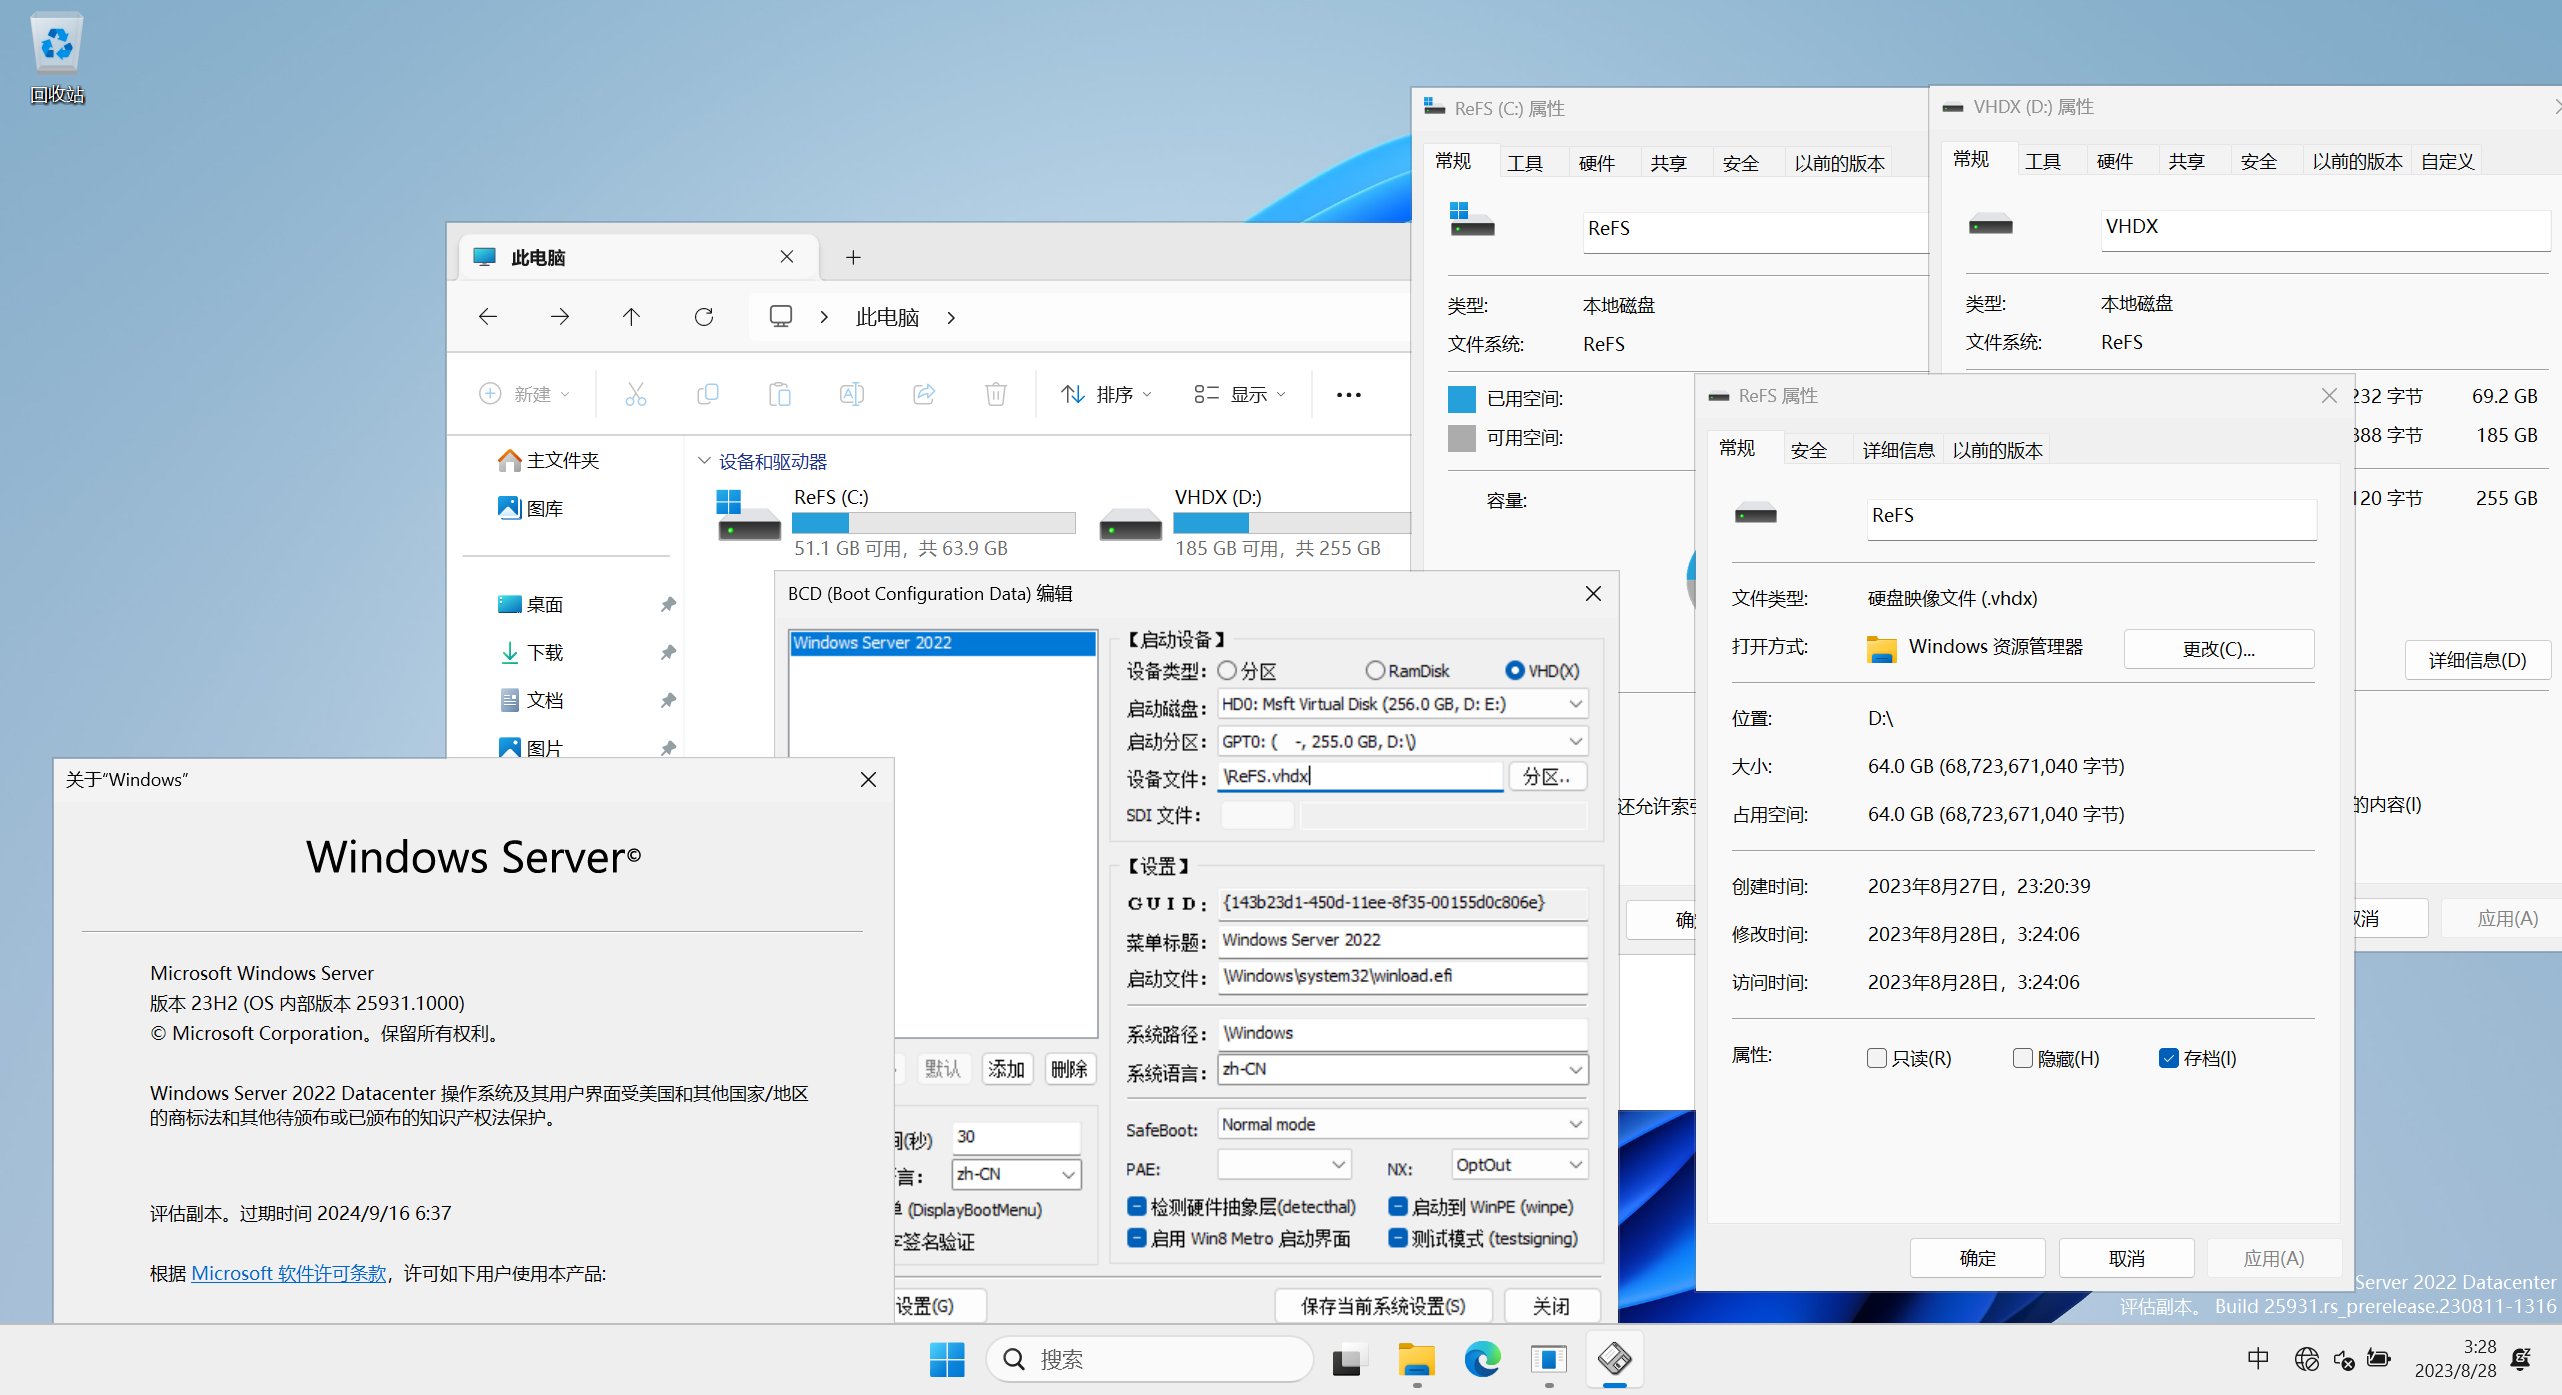 回收站
此电脑
此电脑
新建
排序
显示
主文件夹
图库
桌面
下载
文档
图片
设备和驱动器
ReFS (C:)
51.1 GB 可用，共 63.9 GB
VHDX (D:)
185 GB 可用，共 255 GB
ReFS (C:) 属性
常规 工具 硬件 共享 安全 以前的版本
ReFS
类型: 本地磁盘
文件系统: ReFS
已用空间:
可用空间:
容量:
还允许索引
VHDX (D:) 属性
常规 工具 硬件 共享 安全 以前的版本 自定义
VHDX
类型: 本地磁盘
文件系统: ReFS
232 字节 69.2 GB
388 字节 185 GB
120 字节 255 GB
详细信息(D)
的内容(I)
取消 应用(A)
ReFS 属性
常规 安全 详细信息 以前的版本
ReFS
文件类型: 硬盘映像文件 (.vhdx)
打开方式: Windows 资源管理器 更改(C)...
位置: D:\
大小: 64.0 GB (68,723,671,040 字节)
占用空间: 64.0 GB (68,723,671,040 字节)
创建时间: 2023年8月27日，23:20:39
修改时间: 2023年8月28日，3:24:06
访问时间: 2023年8月28日，3:24:06
属性: 只读(R) 隐藏(H) 存档(I)
确定 取消 应用(A)
BCD (Boot Configuration Data) 编辑
Windows Server 2022
【启动设备】
设备类型: 分区 RamDisk VHD(X)
启动磁盘: HD0: Msft Virtual Disk (256.0 GB, D: E:)
启动分区: GPT0: ( -, 255.0 GB, D:\)
设备文件: \ReFS.vhdx 分区..
SDI 文件:
【设置】
GUID: {143b23d1-450d-11ee-8f35-00155d0c806e}
菜单标题: Windows Server 2022
启动文件: \Windows\system32\winload.efi
系统路径: \Windows
系统语言: zh-CN
SafeBoot: Normal mode
PAE: NX: OptOut
检测硬件抽象层(detecthal) 启动到 WinPE (winpe)
启用 Win8 Metro 启动界面 测试模式 (testsigning)
默认 添加 删除
(秒) 30
言: zh-CN
(DisplayBootMenu)
签名验证
设置(G)
保存当前系统设置(S) 关闭
关于“Windows”
Windows Server©
Microsoft Windows Server
版本 23H2 (OS 内部版本 25931.1000)
© Microsoft Corporation。保留所有权利。
Windows Server 2022 Datacenter 操作系统及其用户界面受美国和其他国家/地区
的商标法和其他待颁布或已颁布的知识产权法保护。
评估副本。过期时间 2024/9/16 6:37
根据 Microsoft 软件许可条款，许可如下用户使用本产品:
Server 2022 Datacenter
评估副本。 Build 25931.rs_prerelease.230811-1316
搜索
中
3:28
2023/8/28